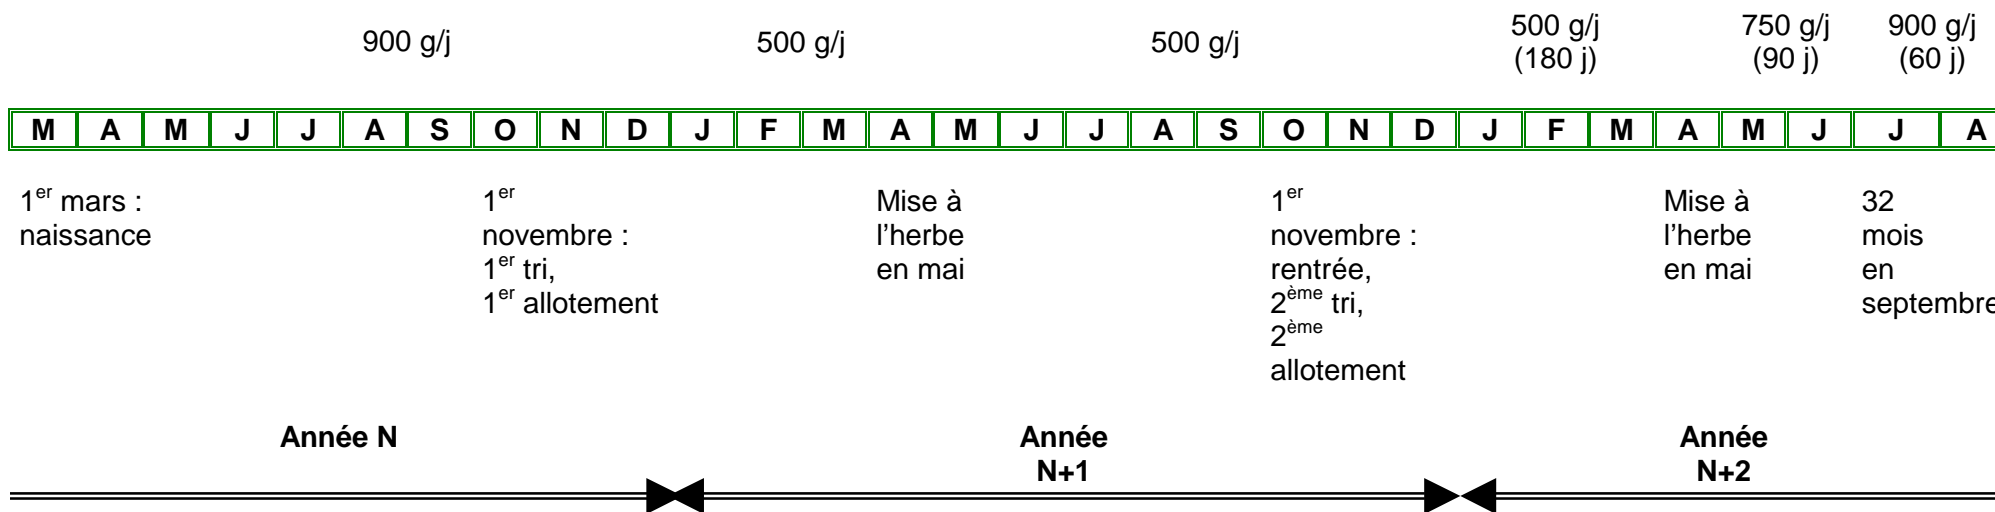 900 g/j 500 g/j 500 g/j 500 g/j 750 g/j 900 g/j
(180 j) (90 j) (60 j)
M A M J J A S O N D J F M A M J J A S O N D J F M A M J J A
1er mars :
naissance
1er
novembre :
1er tri,
1er allotement
Mise à
l'herbe
en mai
1er
novembre :
rentrée,
2ème tri,
2ème
allotement
Mise à
l'herbe
en mai
32
mois
en
septembre
Année N
Année
N+1
Année
N+2